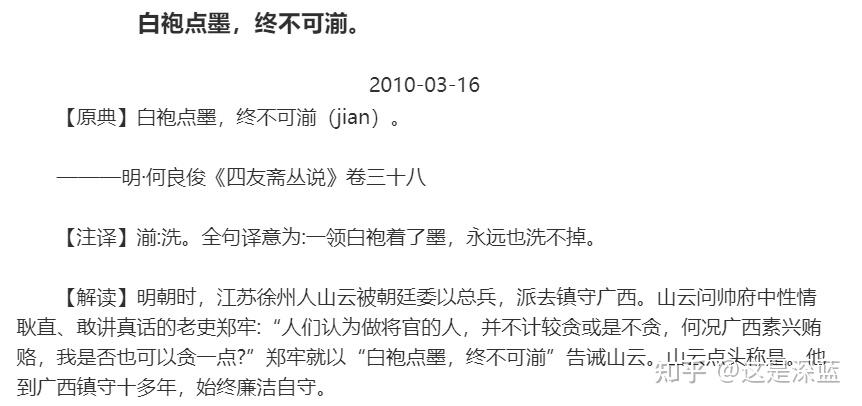 白袍点墨，终不可湔。
2010-03-16
【原典】白袍点墨，终不可湔（jian）。
———明·何良俊《四友斋丛说》卷三十八
【注译】湔:洗。全句译意为:一领白袍着了墨，永远也洗不掉。
【解读】明朝时，江苏徐州人山云被朝廷委以总兵，派去镇守广西。山云问帅府中性情
耿直、敢讲真话的老吏郑牢:“人们认为做将官的人，并不计较贪或是不贪，何况广西素兴贿
赂，我是否也可以贪一点?”郑牢就以“白袍点墨，终不可湔”告诫山云。山云点头称是。他
到广西镇守十多年，始终廉洁自守。
知乎 @这是深蓝